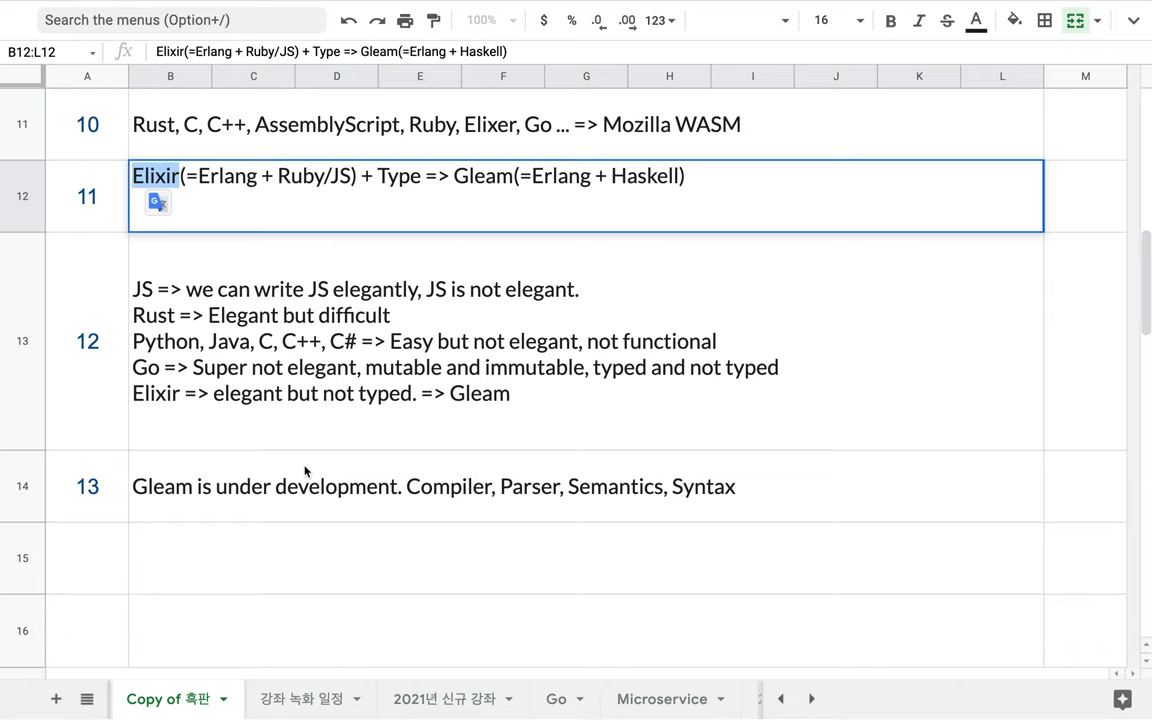 Search the menus (Option+/)
100%
$ % .0 .00 123
16
B I S A
B12:L12
fx
Elixir(=Erlang + Ruby/JS) + Type => Gleam(=Erlang + Haskell)
A B C D E F G H I J K L M
11
10
Rust, C, C++, AssemblyScript, Ruby, Elixer, Go ... => Mozilla WASM
12
11
Elixir(=Erlang + Ruby/JS) + Type => Gleam(=Erlang + Haskell)
13
12
JS => we can write JS elegantly, JS is not elegant.
Rust => Elegant but difficult
Python, Java, C, C++, C# => Easy but not elegant, not functional
Go => Super not elegant, mutable and immutable, typed and not typed
Elixir => elegant but not typed. => Gleam
14
13
Gleam is under development. Compiler, Parser, Semantics, Syntax
15
16
Copy of 흑판
강좌 녹화 일정
2021년 신규 강좌
Go
Microservice